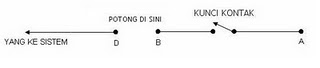 KUNCI KONTAK
POTONG DI SINI
YANG KE SISTEM
D
B
A